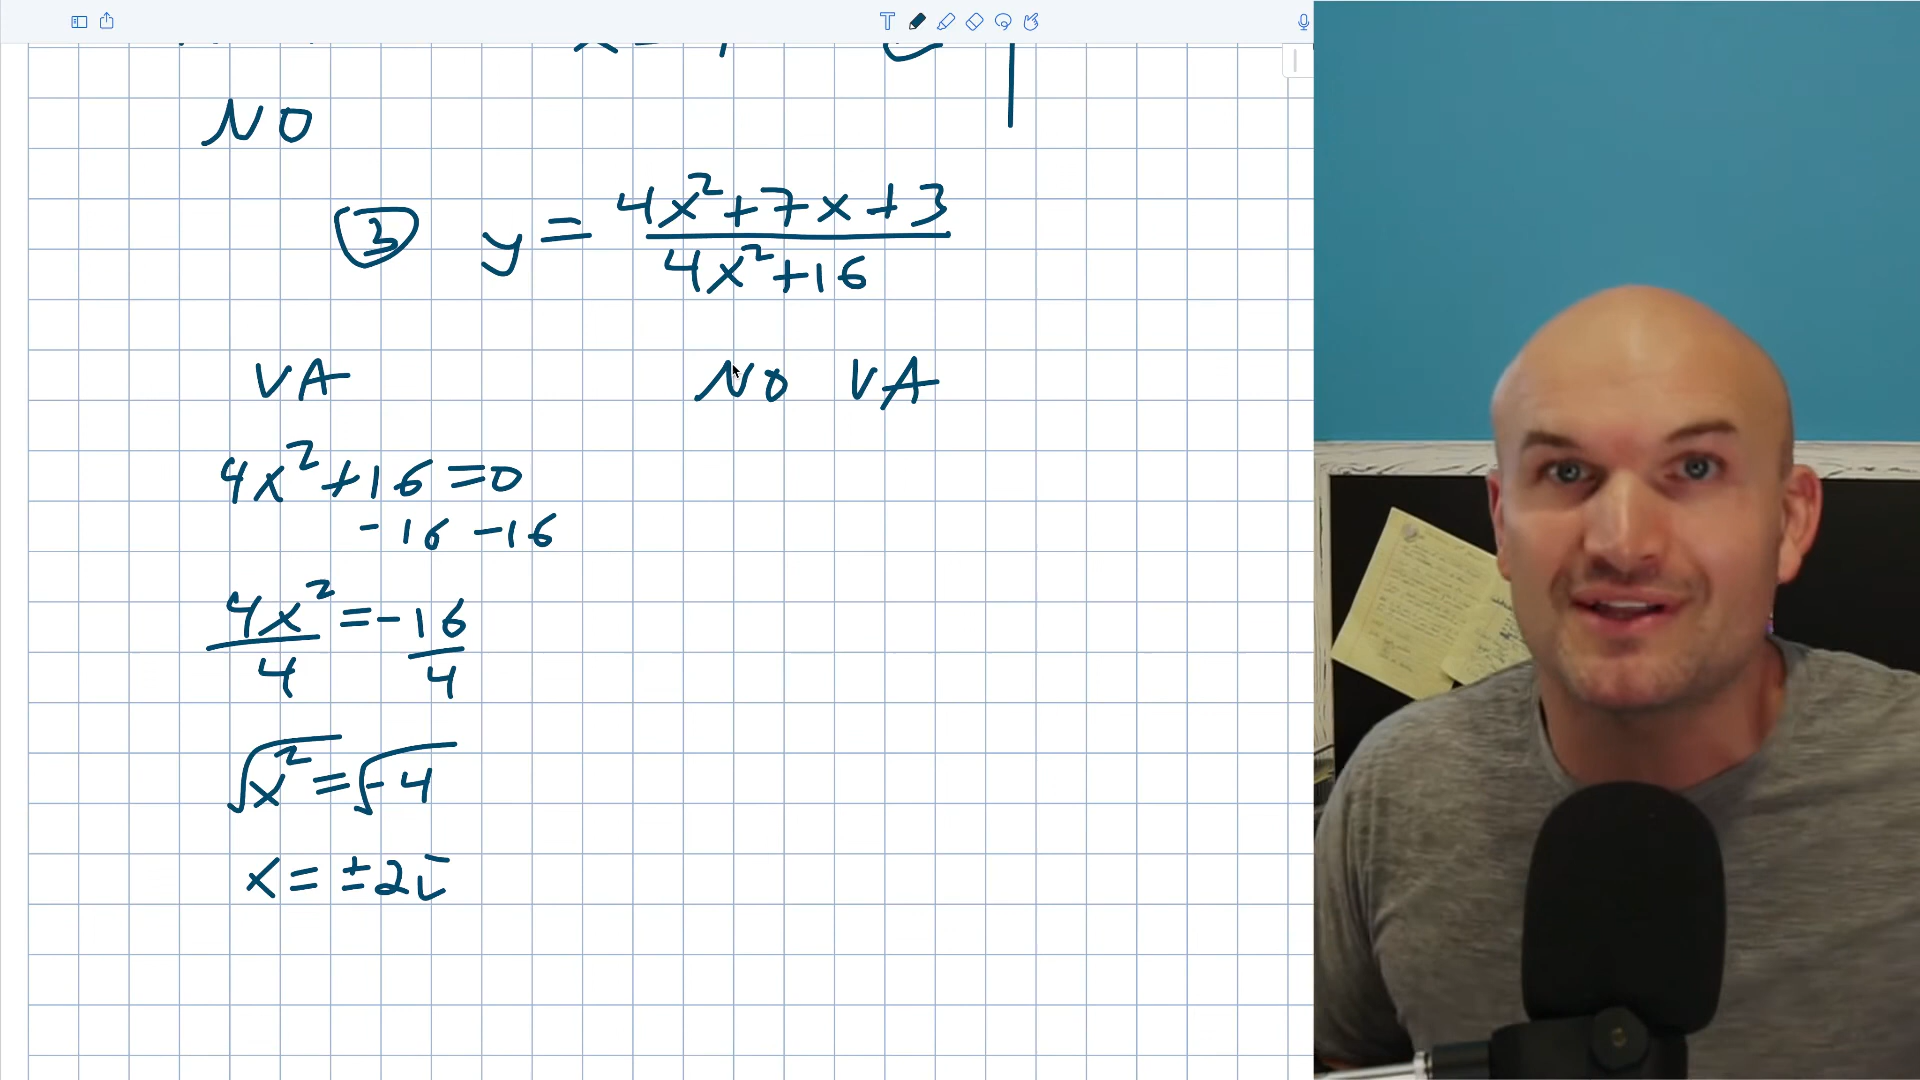 NO
③ y = 4x²+7x+3 / 4x²+16
VA NO VA
4x²+16=0
-16 -16
4x²/4 = -16/4
√x² = √-4
x = ±2i